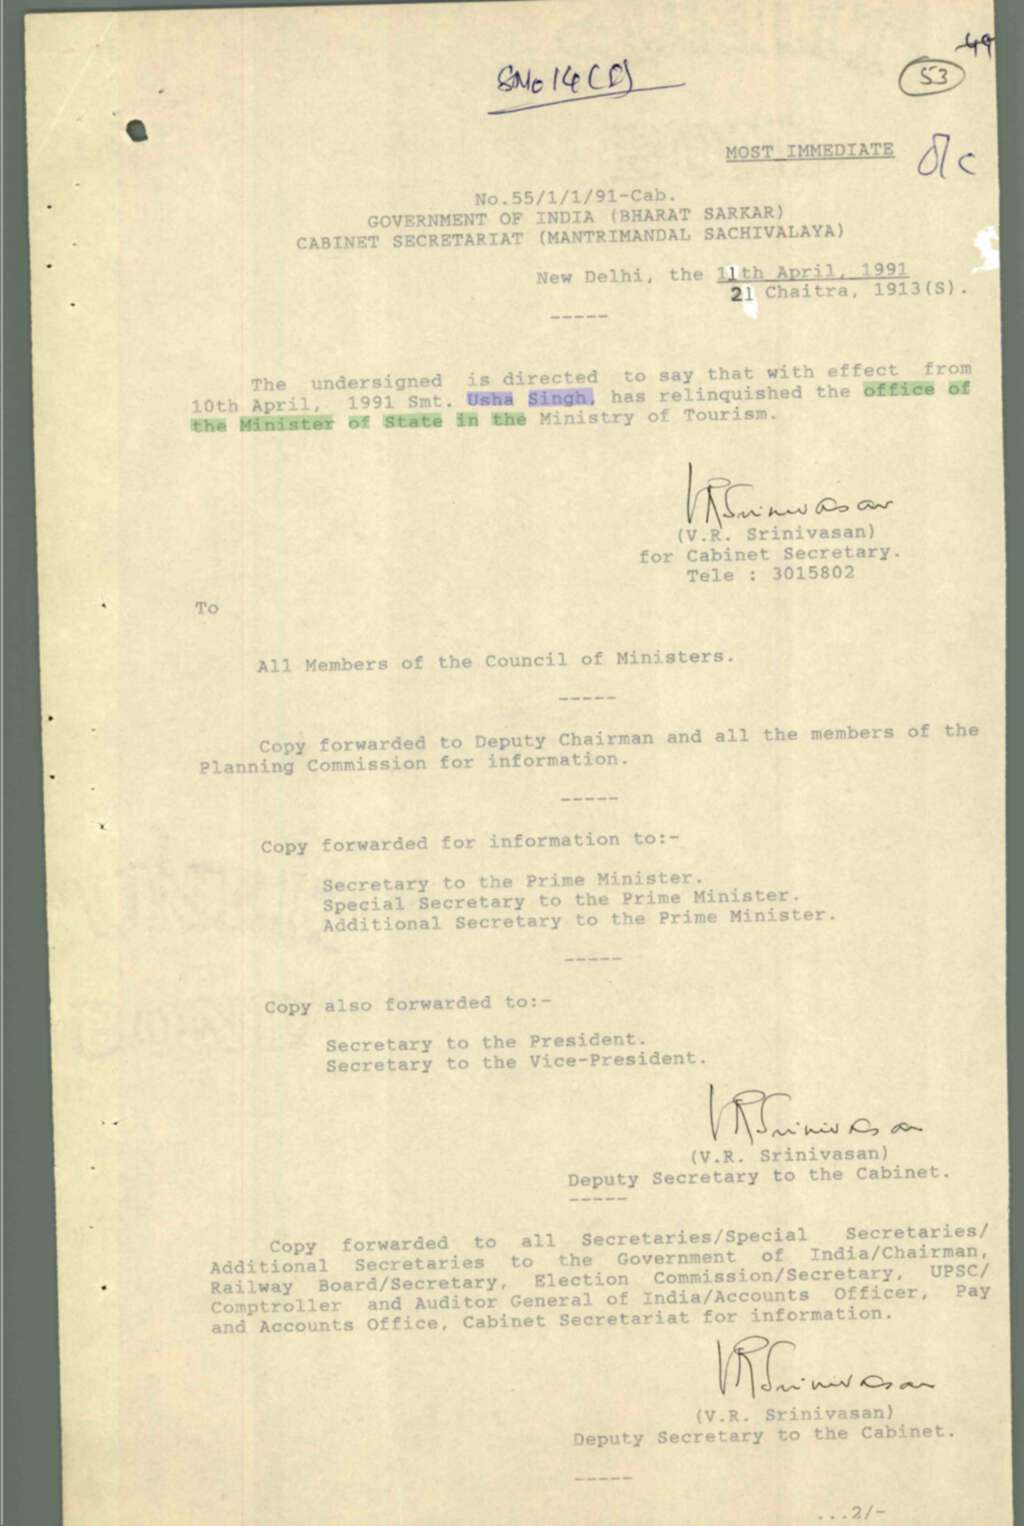 49
53
SNo 14(R)
MOST IMMEDIATE
o/c
No.55/1/1/91-Cab.
GOVERNMENT OF INDIA (BHARAT SARKAR)
CABINET SECRETARIAT (MANTRIMANDAL SACHIVALAYA)
New Delhi, the 11th April, 1991
21 Chaitra, 1913(S).
-----
The undersigned is directed to say that with effect from
10th April, 1991 Smt. Usha Singh, has relinquished the office of
the Minister of State in the Ministry of Tourism.
VRSrinivasan
(V.R. Srinivasan)
for Cabinet Secretary.
Tele : 3015802
To
All Members of the Council of Ministers.
-----
Copy forwarded to Deputy Chairman and all the members of the
Planning Commission for information.
-----
Copy forwarded for information to:-
Secretary to the Prime Minister.
Special Secretary to the Prime Minister.
Additional Secretary to the Prime Minister.
-----
Copy also forwarded to:-
Secretary to the President.
Secretary to the Vice-President.
VRSrinivasan
(V.R. Srinivasan)
Deputy Secretary to the Cabinet.
-----
Copy forwarded to all Secretaries/Special Secretaries/
Additional Secretaries to the Government of India/Chairman,
Railway Board/Secretary, Election Commission/Secretary, UPSC/
Comptroller and Auditor General of India/Accounts Officer, Pay
and Accounts Office, Cabinet Secretariat for information.
VRSrinivasan
(V.R. Srinivasan)
Deputy Secretary to the Cabinet.
-----
...2/-